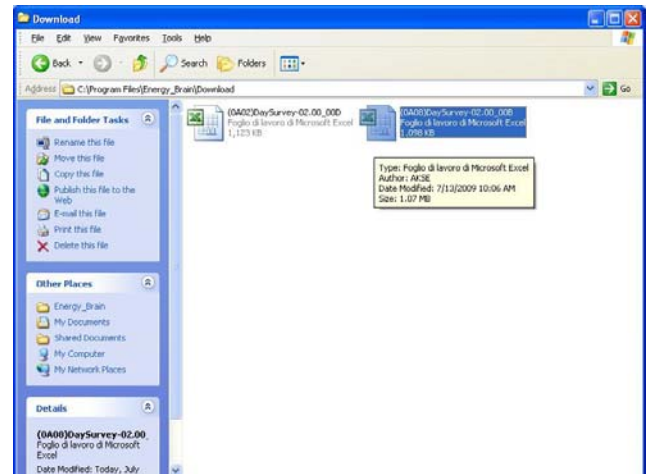 Download
File Edit View Favorites Tools Help
Back Search Folders
Address C:\Program Files\Energy_Brain\Download Go
File and Folder Tasks
Rename this file
Move this file
Copy this file
Publish this file to the
Web
E-mail this file
Print this file
Delete this file
Other Places
Energy_Brain
My Documents
Shared Documents
My Computer
My Network Places
Details
(0A00)DaySurvey-02.00_
Foglio di lavoro di Microsoft
Excel
Date Modified: Today, July
(0A02)DaySurvey-02.00_00D
Foglio di lavoro di Microsoft Excel
1,123 KB
(0A00)DaySurvey-02.00_00B
Foglio di lavoro di Microsoft Excel
1,098 KB
Type: Foglio di lavoro di Microsoft Excel
Author: AKSE
Date Modified: 7/13/2009 10:06 AM
Size: 1.07 MB